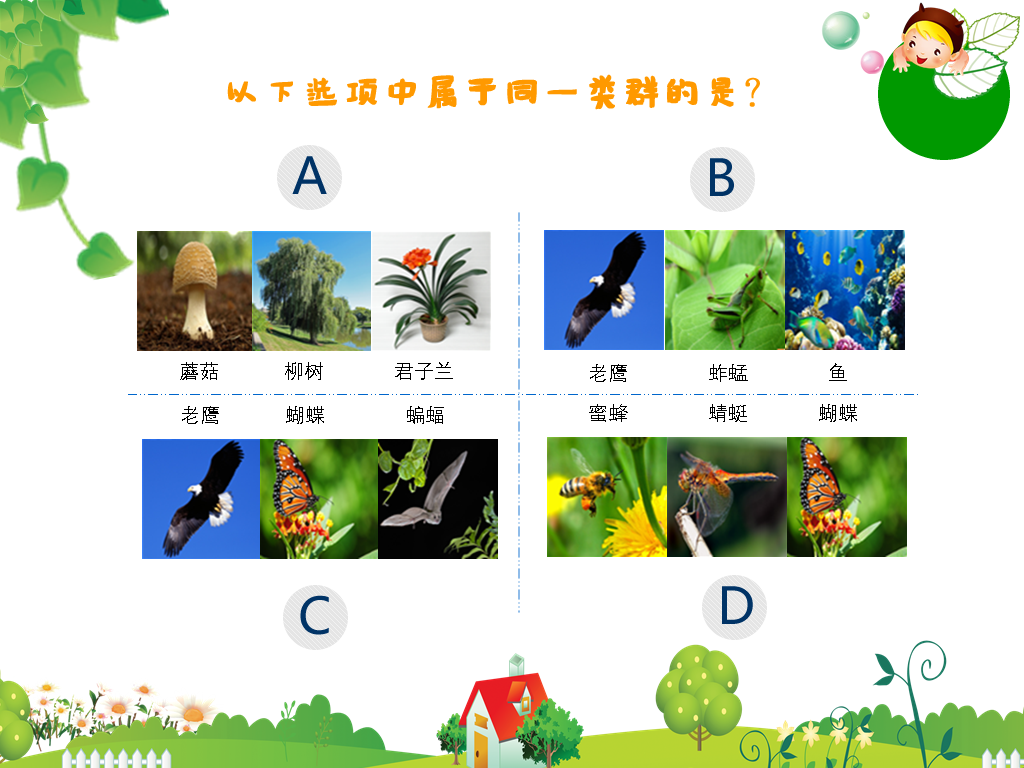 以下选项中属于同一类群的是？
A
B
蘑菇 柳树 君子兰
老鹰 蚱蜢 鱼
老鹰 蝴蝶 蝙蝠
蜜蜂 蜻蜓 蝴蝶
C
D